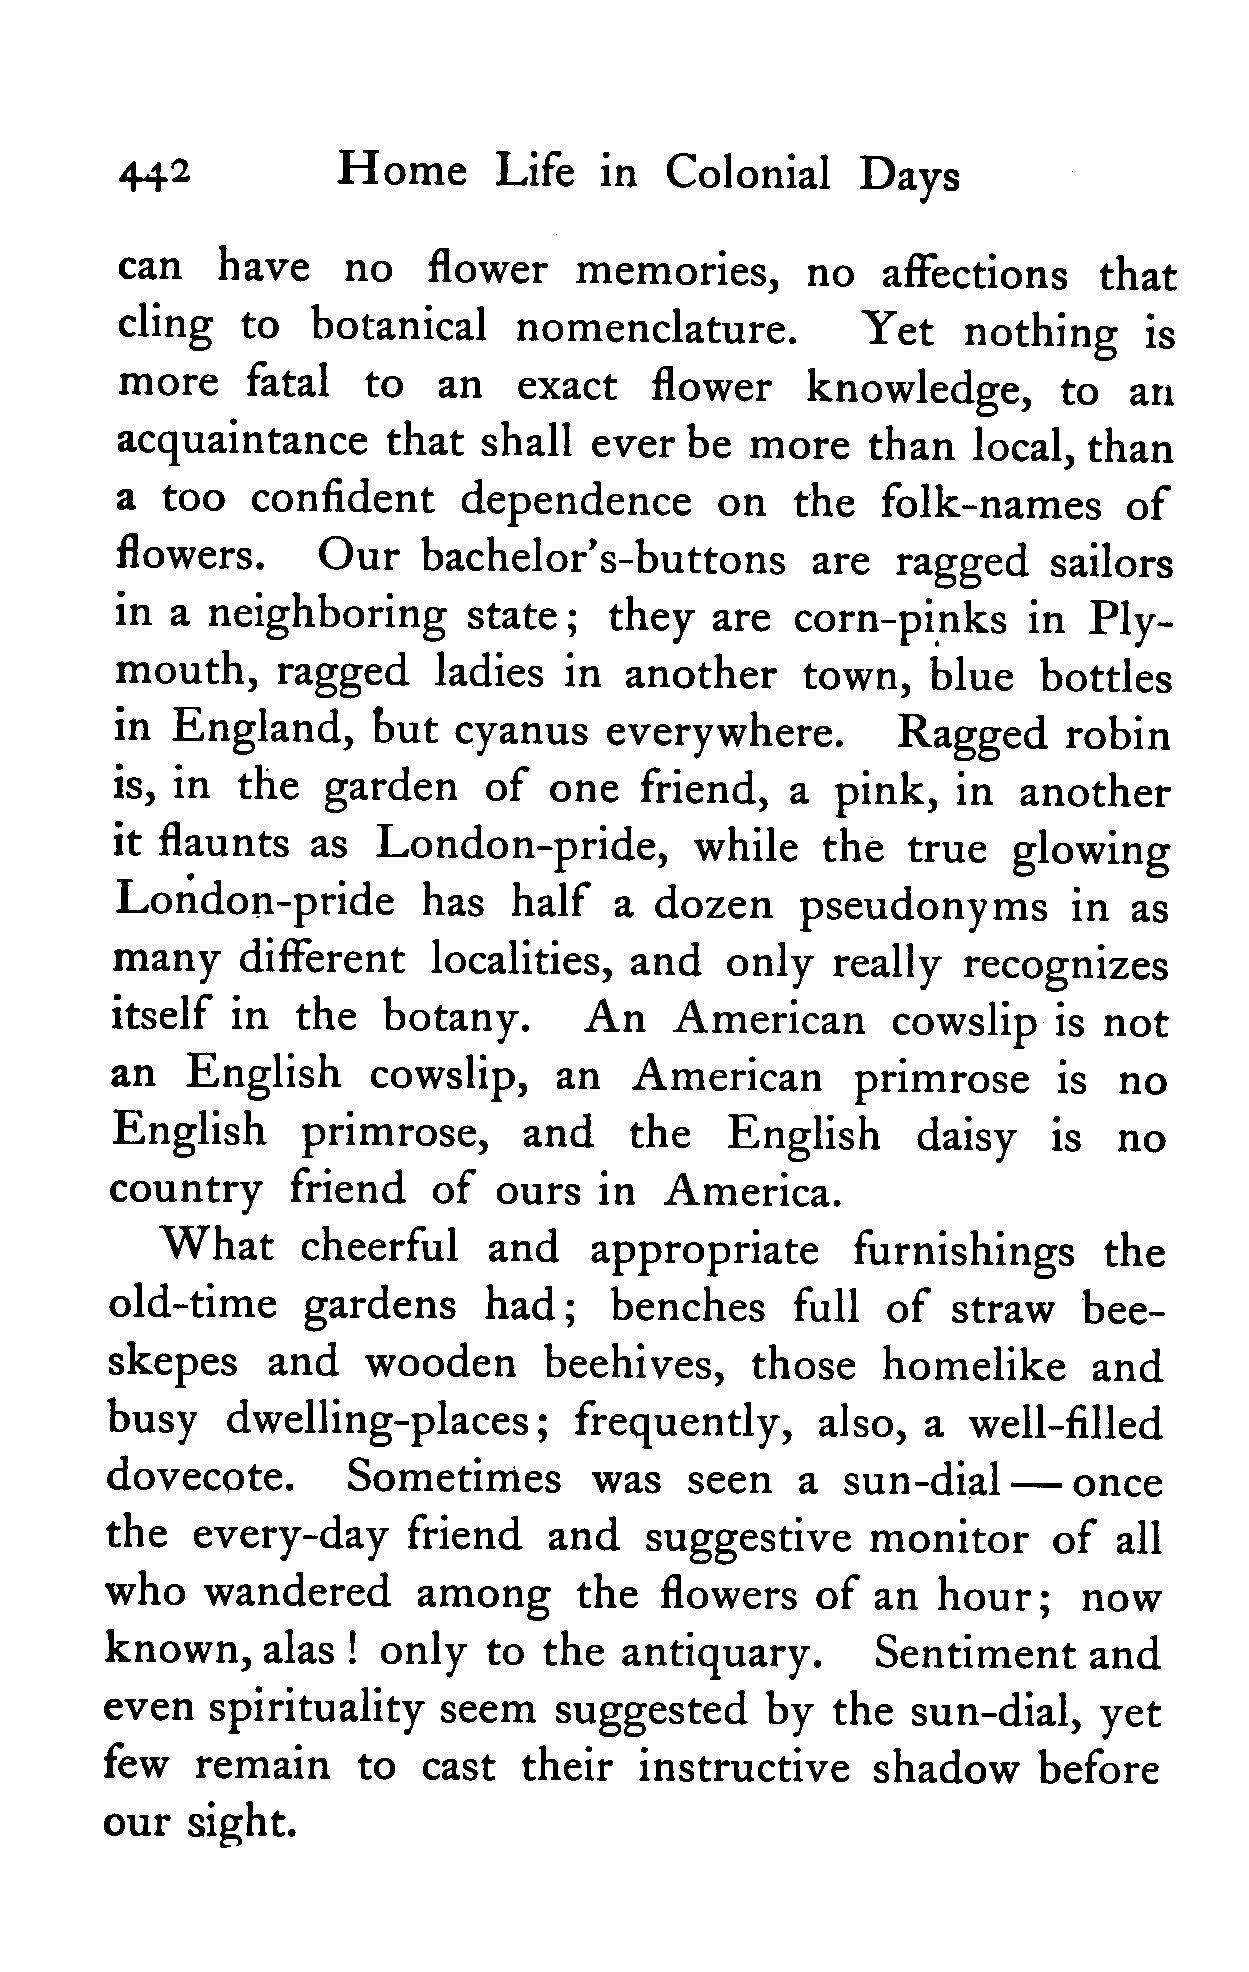 442 Home Life in Colonial Days
can have no flower memories, no affections that
cling to botanical nomenclature. Yet nothing is
more fatal to an exact flower knowledge, to an
acquaintance that shall ever be more than local, than
a too confident dependence on the folk-names of
flowers. Our bachelor's-buttons are ragged sailors
in a neighboring state; they are corn-pinks in Ply-
mouth, ragged ladies in another town, blue bottles
in England, but cyanus everywhere. Ragged robin
is, in the garden of one friend, a pink, in another
it flaunts as London-pride, while the true glowing
London-pride has half a dozen pseudonyms in as
many different localities, and only really recognizes
itself in the botany. An American cowslip is not
an English cowslip, an American primrose is no
English primrose, and the English daisy is no
country friend of ours in America.
What cheerful and appropriate furnishings the
old-time gardens had; benches full of straw bee-
skepes and wooden beehives, those homelike and
busy dwelling-places; frequently, also, a well-filled
dovecote. Sometimes was seen a sun-dial — once
the every-day friend and suggestive monitor of all
who wandered among the flowers of an hour; now
known, alas! only to the antiquary. Sentiment and
even spirituality seem suggested by the sun-dial, yet
few remain to cast their instructive shadow before
our sight.